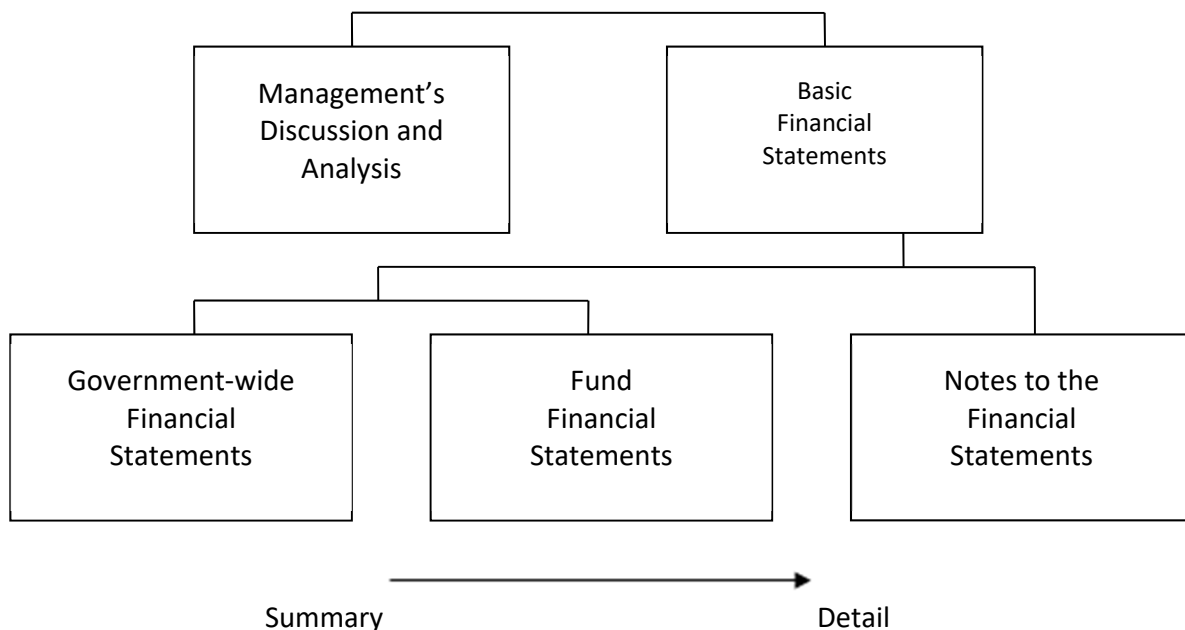 Management’s
Discussion and
Analysis
Basic
Financial
Statements
Government-wide
Financial
Statements
Fund
Financial
Statements
Notes to the
Financial
Statements
Summary
Detail